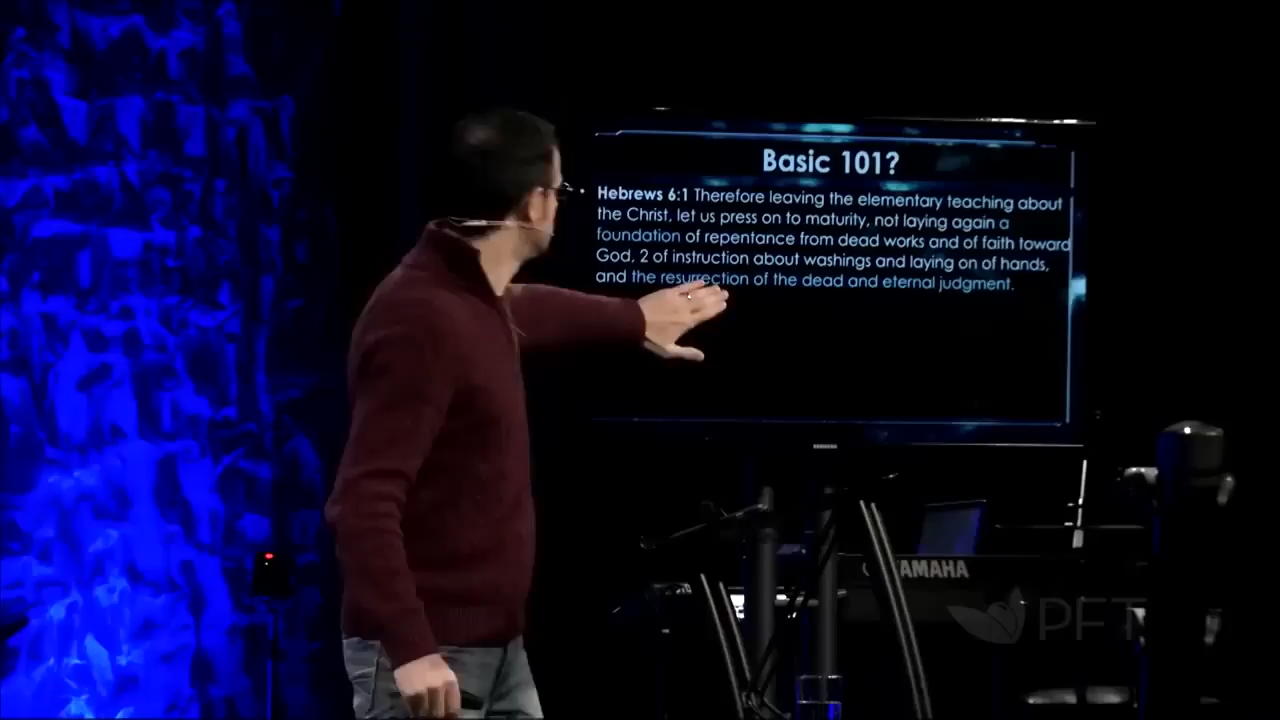 Basic 101?
Hebrews 6:1 Therefore leaving the elementary teaching about
the Christ, let us press on to maturity, not laying again a
foundation of repentance from dead works and of faith toward
God, 2 of instruction about washings and laying on of hands,
and the resurrection of the dead and eternal judgment.
SAMSUNG
YAMAHA
PFT